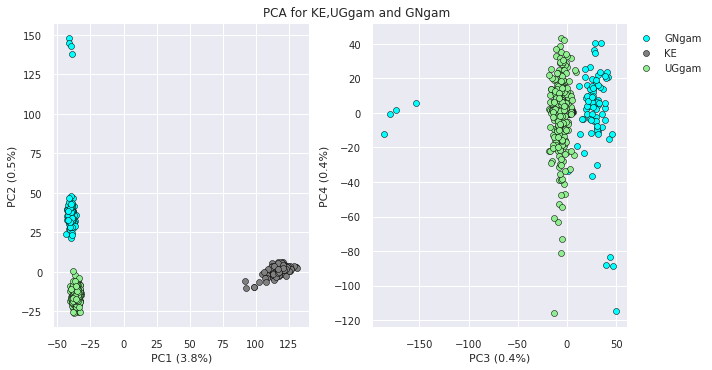 PCA for KE,UGgam and GNgam
150
125
100
75
50
25
0
−25
PC2 (0.5%)
−50 −25 0 25 50 75 100 125
PC1 (3.8%)
40
20
0
−20
−40
−60
−80
−100
−120
PC4 (0.4%)
−150 −100 −50 0 50
PC3 (0.4%)
GNgam
KE
UGgam